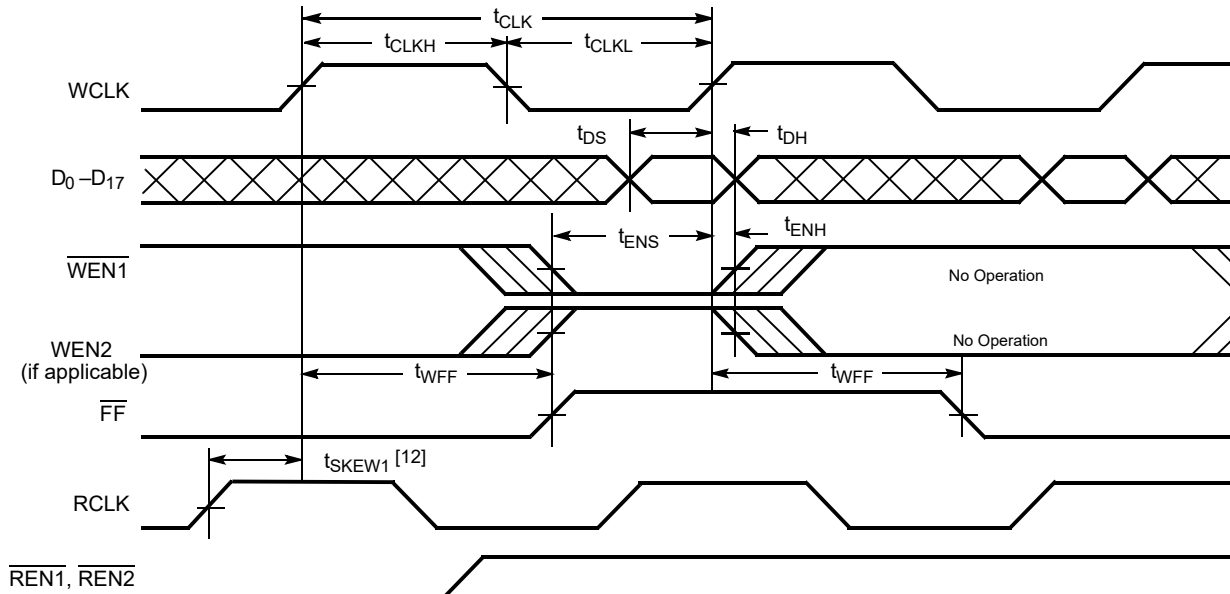 tCLK
tCLKH
tCLKL
WCLK
tDS
tDH
D0 –D17
tENS
tENH
WEN1
No Operation
WEN2
(if applicable)
No Operation
tWFF
tWFF
FF
tSKEW1 [12]
RCLK
REN1, REN2